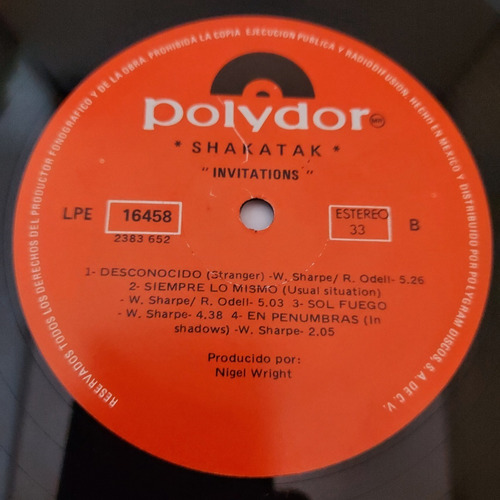 RESERVADOS TODOS LOS DERECHOS DEL PRODUCTOR FONOGRAFICO Y DE LA OBRA. PROHIBIDA LA COPIA EJECUCION PUBLICA Y RADIODIFUSION. HECHO EN MEXICO Y DISTRIBUIDO POR POLYGRAM DISCOS, S. A. DE C. V.
polydor
* SHAKATAK *
"INVITATIONS"
LPE 16458 ESTEREO 33 B
2383 652
1- DESCONOCIDO (Stranger) -W. Sharpe/ R. Odell- 5.26
2- SIEMPRE LO MISMO (Usual situation)
- W. Sharpe/ R. Odell- 5.03 3- SOL FUEGO
- W. Sharpe- 4.38 4- EN PENUMBRAS (In
shadows) -W. Sharpe- 2.05
Producido por:
Nigel Wright